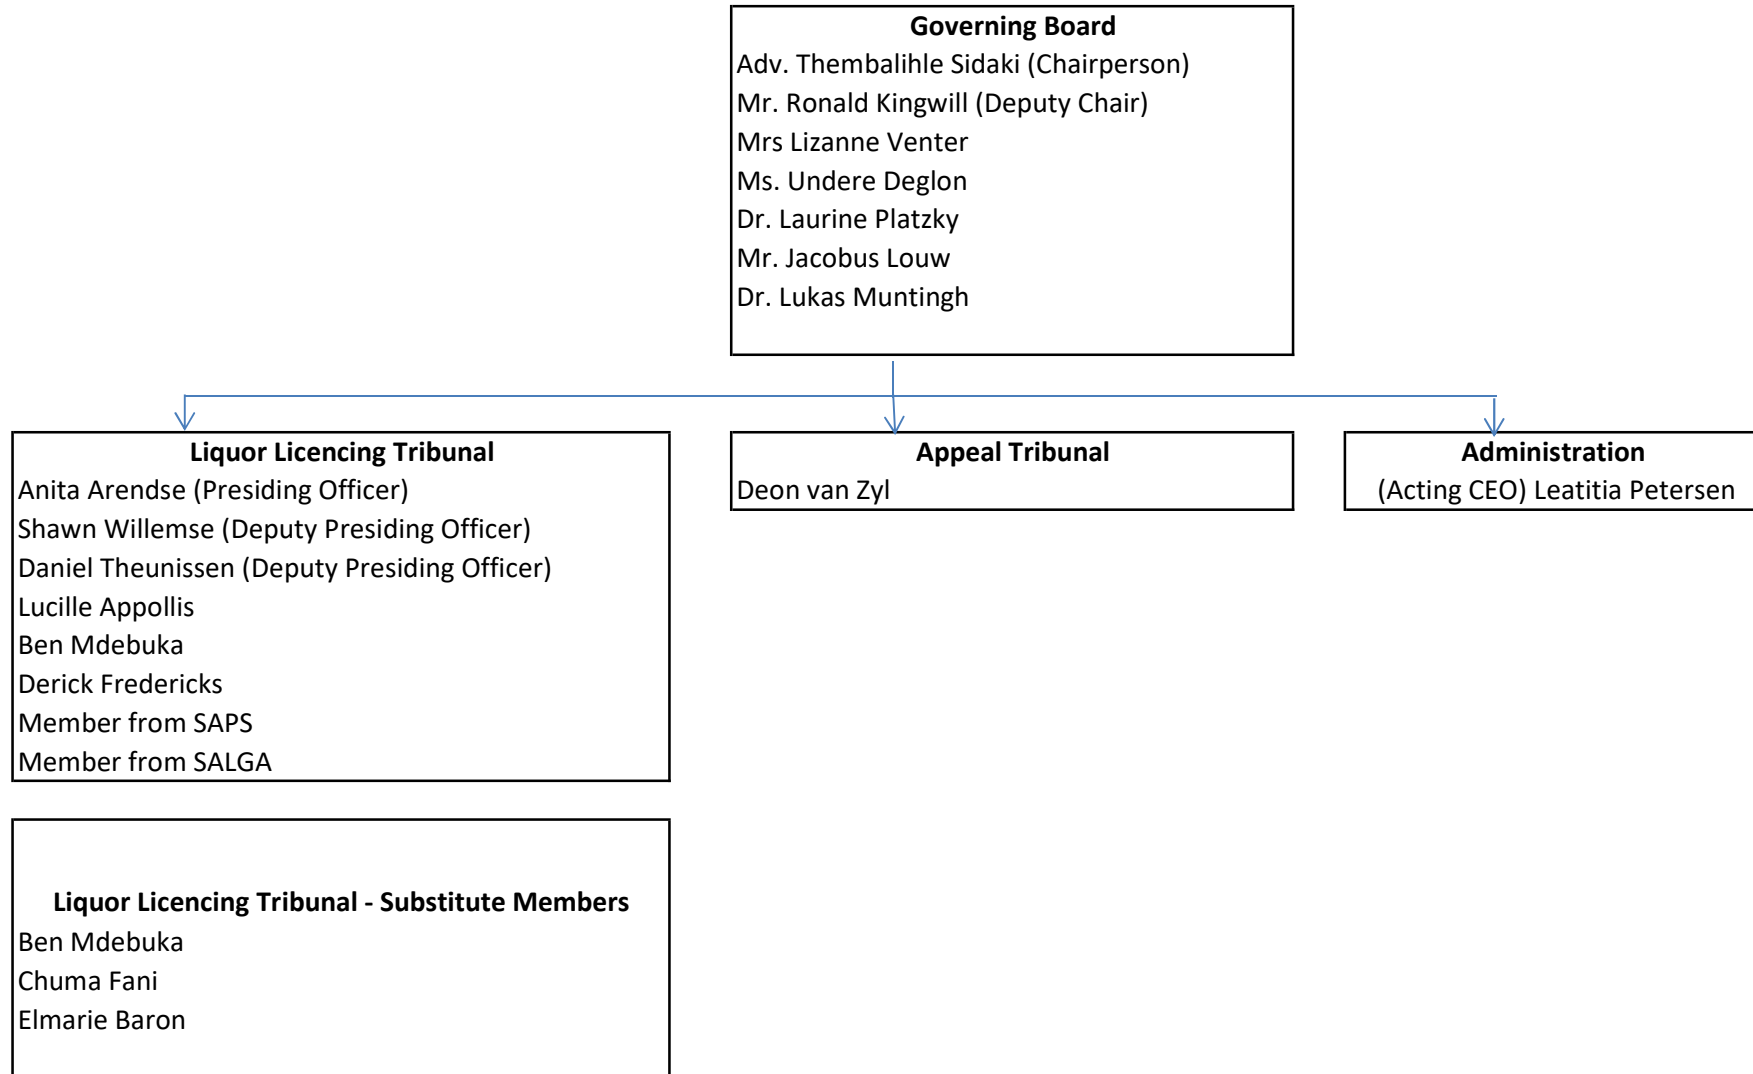 Governing Board
Adv. Thembalihle Sidaki (Chairperson)
Mr. Ronald Kingwill (Deputy Chair)
Mrs Lizanne Venter
Ms. Undere Deglon
Dr. Laurine Platzky
Mr. Jacobus Louw
Dr. Lukas Muntingh
Liquor Licencing Tribunal
Anita Arendse (Presiding Officer)
Shawn Willemse (Deputy Presiding Officer)
Daniel Theunissen (Deputy Presiding Officer)
Lucille Appollis
Ben Mdebuka
Derick Fredericks
Member from SAPS
Member from SALGA
Appeal Tribunal
Deon van Zyl
Administration
(Acting CEO) Leatitia Petersen
Liquor Licencing Tribunal - Substitute Members
Ben Mdebuka
Chuma Fani
Elmarie Baron